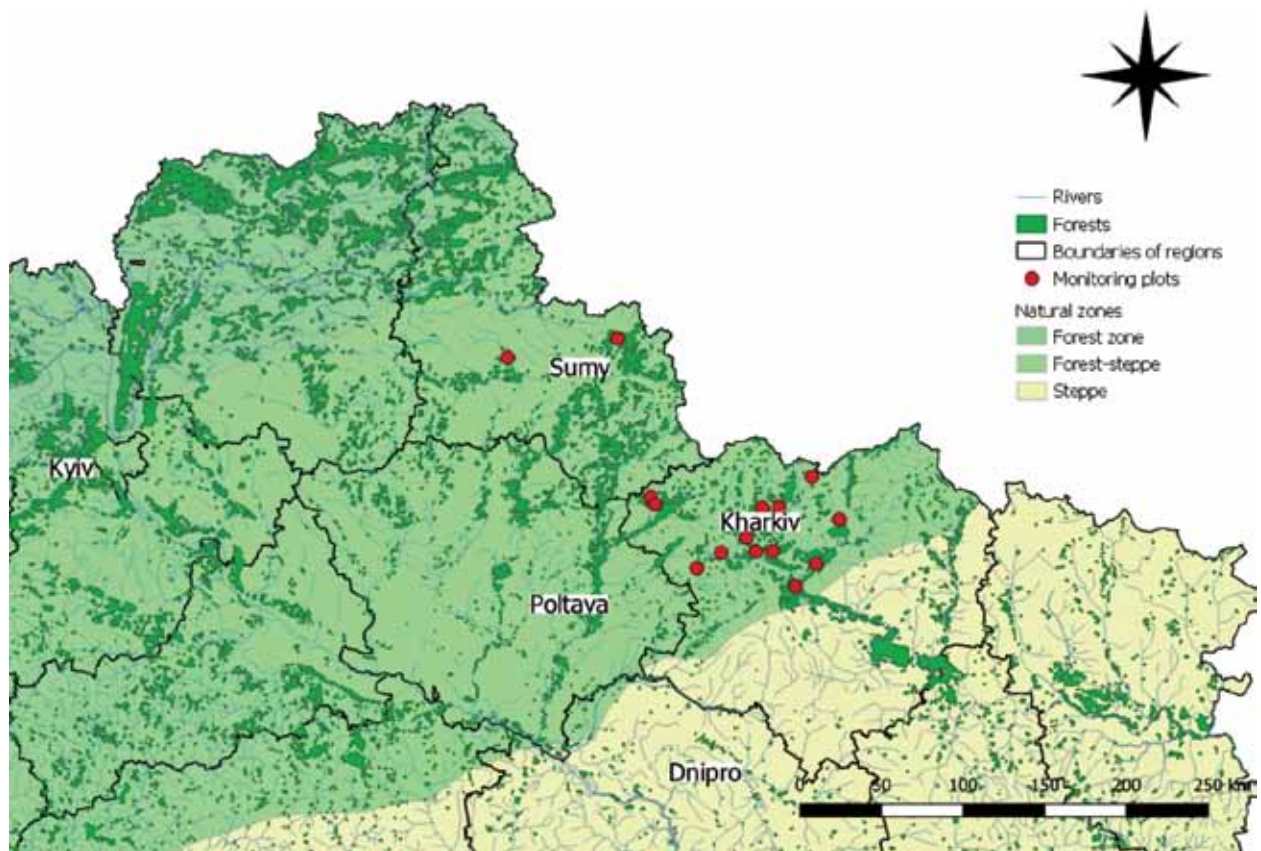 Rivers
Forests
Boundaries of regions
Monitoring plots
Natural zones
Forest zone
Forest-steppe
Steppe
Sumy
Kyiv
Kharkiv
Poltava
Dnipro
0 50 100 150 200 250 km